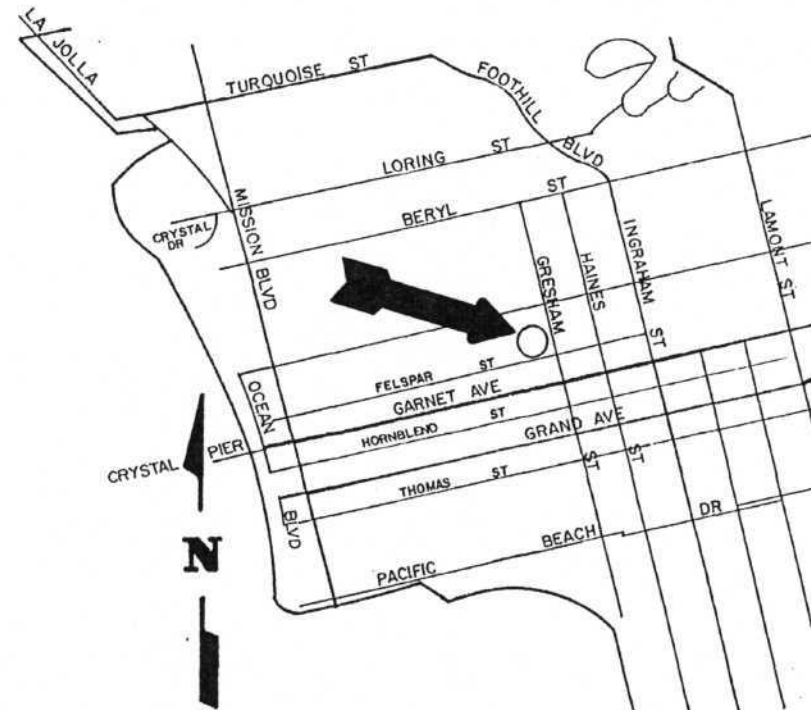 LA JOLLA
TURQUOISE ST
FOOTHILL BLVD
LORING ST
BERYL ST
CRYSTAL DR
MISSION BLVD
GRESHAM ST
HAINES ST
INGRAHAM ST
LAMONT ST
FELSPAR ST
GARNET AVE
HORNBLEND ST
GRAND AVE
OCEAN BLVD
CRYSTAL PIER
THOMAS ST
PACIFIC BEACH DR
N